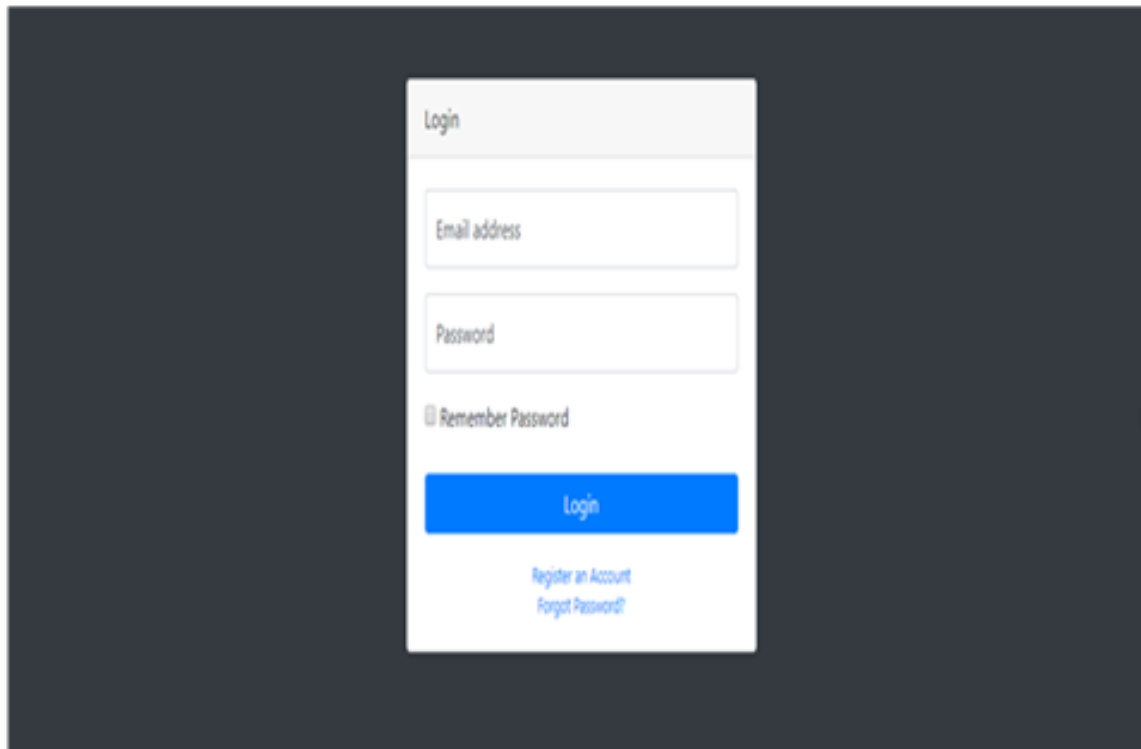 Login
Email address
Password
Remember Password
Login
Register an Account
Forgot Password?